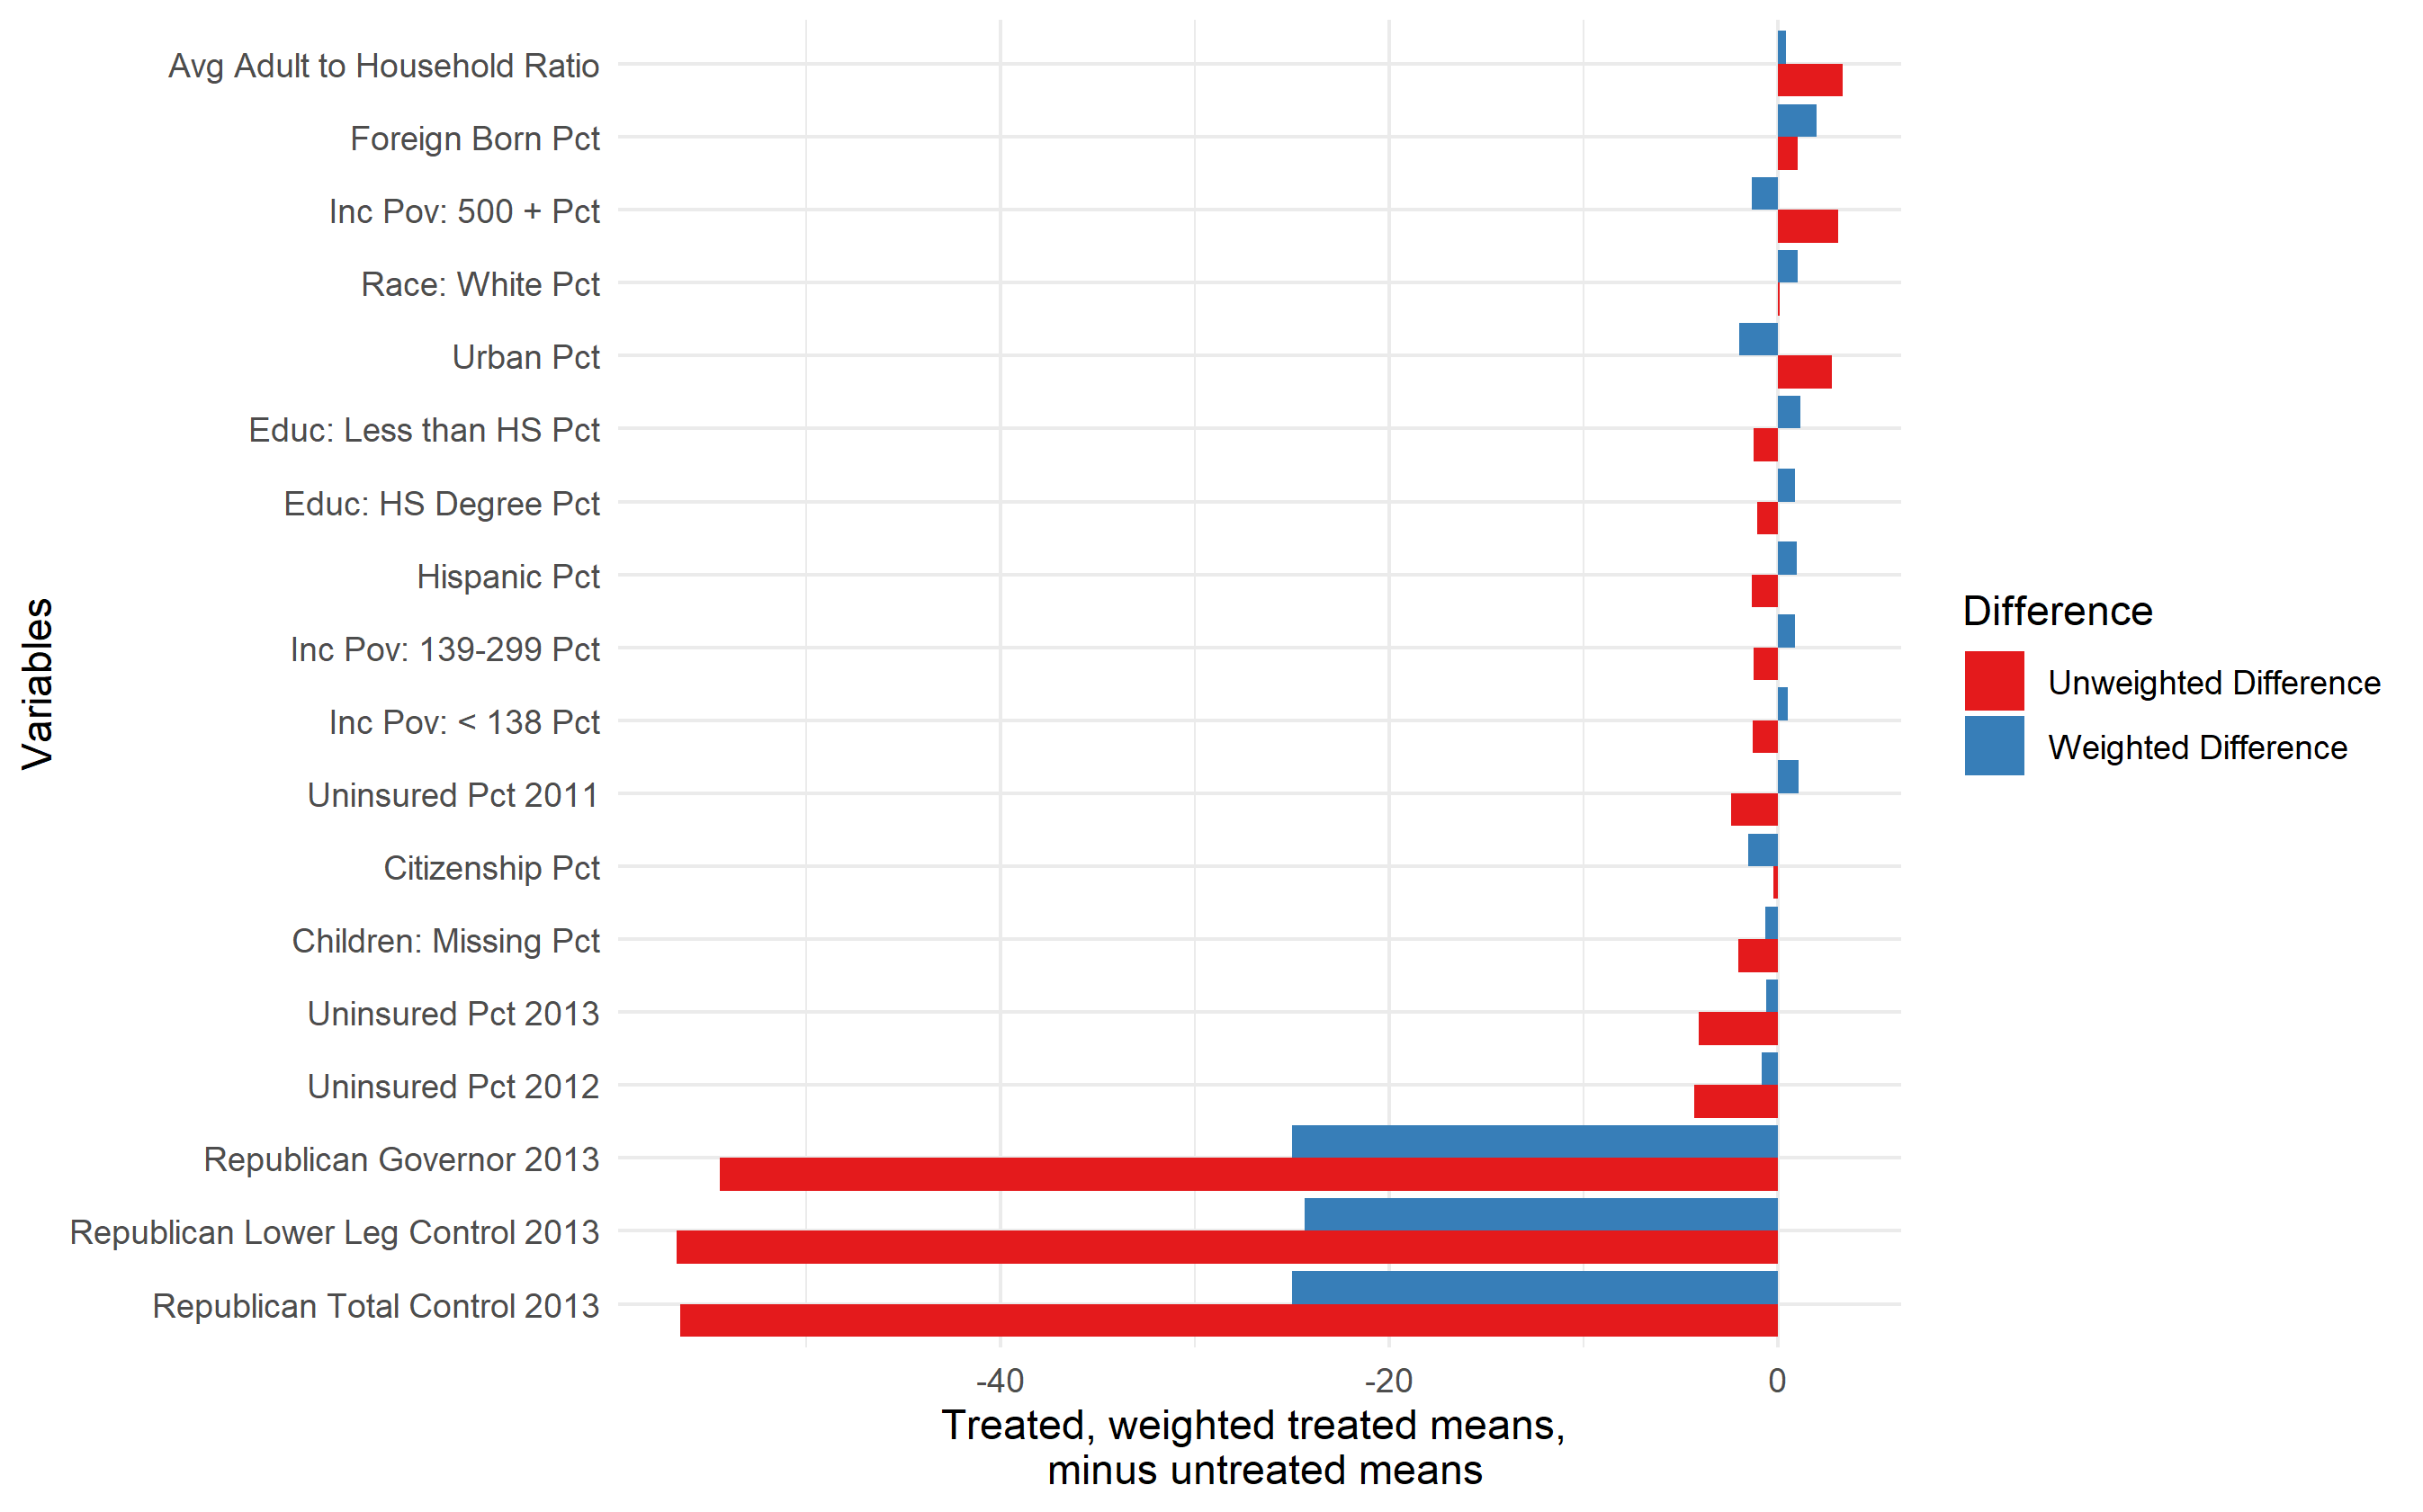 Avg Adult to Household Ratio
Foreign Born Pct
Inc Pov: 500 + Pct
Race: White Pct
Urban Pct
Educ: Less than HS Pct
Educ: HS Degree Pct
Hispanic Pct
Inc Pov: 139-299 Pct
Inc Pov: < 138 Pct
Uninsured Pct 2011
Citizenship Pct
Children: Missing Pct
Uninsured Pct 2013
Uninsured Pct 2012
Republican Governor 2013
Republican Lower Leg Control 2013
Republican Total Control 2013
Variables
-40
-20
0
Treated, weighted treated means,
minus untreated means
Difference
Unweighted Difference
Weighted Difference